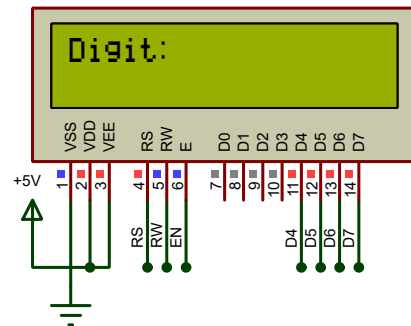 Digit:
VSS VDD VEE RS RW E D0 D1 D2 D3 D4 D5 D6 D7
+5V
1 2 3 4 5 6 7 8 9 10 11 12 13 14
RS RW EN D4 D5 D6 D7